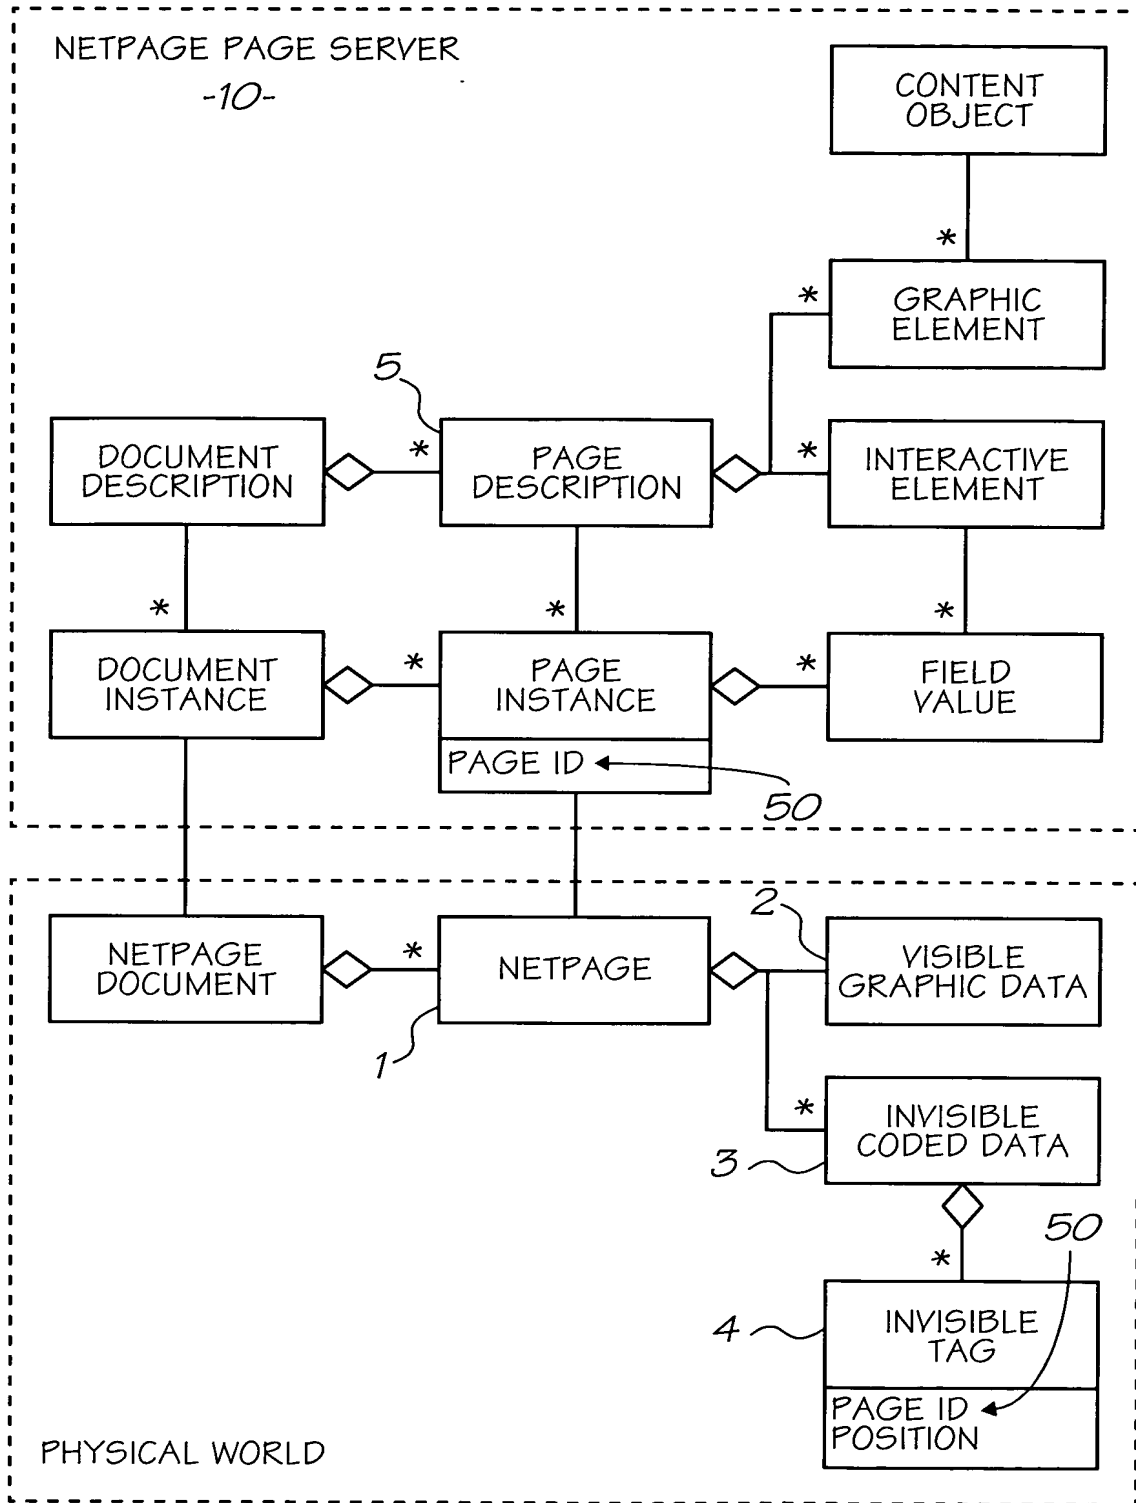 NETPAGE PAGE SERVER
-10-
CONTENT
OBJECT
*
GRAPHIC
ELEMENT
*
5
DOCUMENT
DESCRIPTION
*
PAGE
DESCRIPTION
*
INTERACTIVE
ELEMENT
*
*
*
DOCUMENT
INSTANCE
*
PAGE
INSTANCE
*
FIELD
VALUE
PAGE ID
50
NETPAGE
DOCUMENT
*
NETPAGE
1
2
VISIBLE
GRAPHIC DATA
*
INVISIBLE
CODED DATA
3
*
50
4
INVISIBLE
TAG
PAGE ID
POSITION
PHYSICAL WORLD